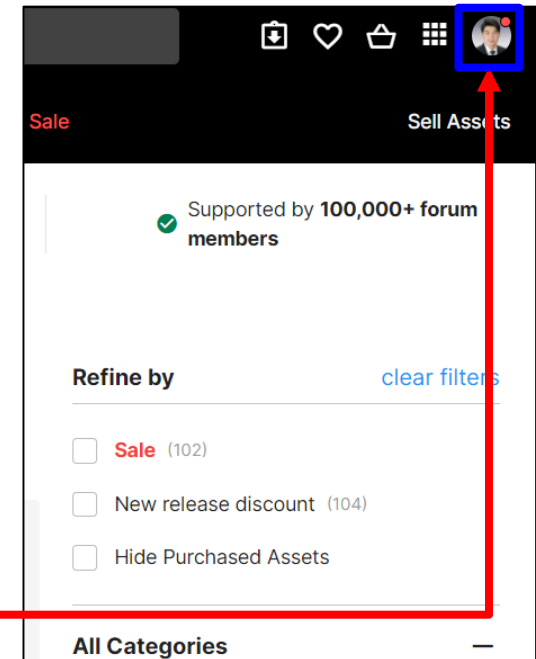 Sale
Sell Assets
Supported by 100,000+ forum
members
Refine by
clear filters
Sale (102)
New release discount (104)
Hide Purchased Assets
All Categories